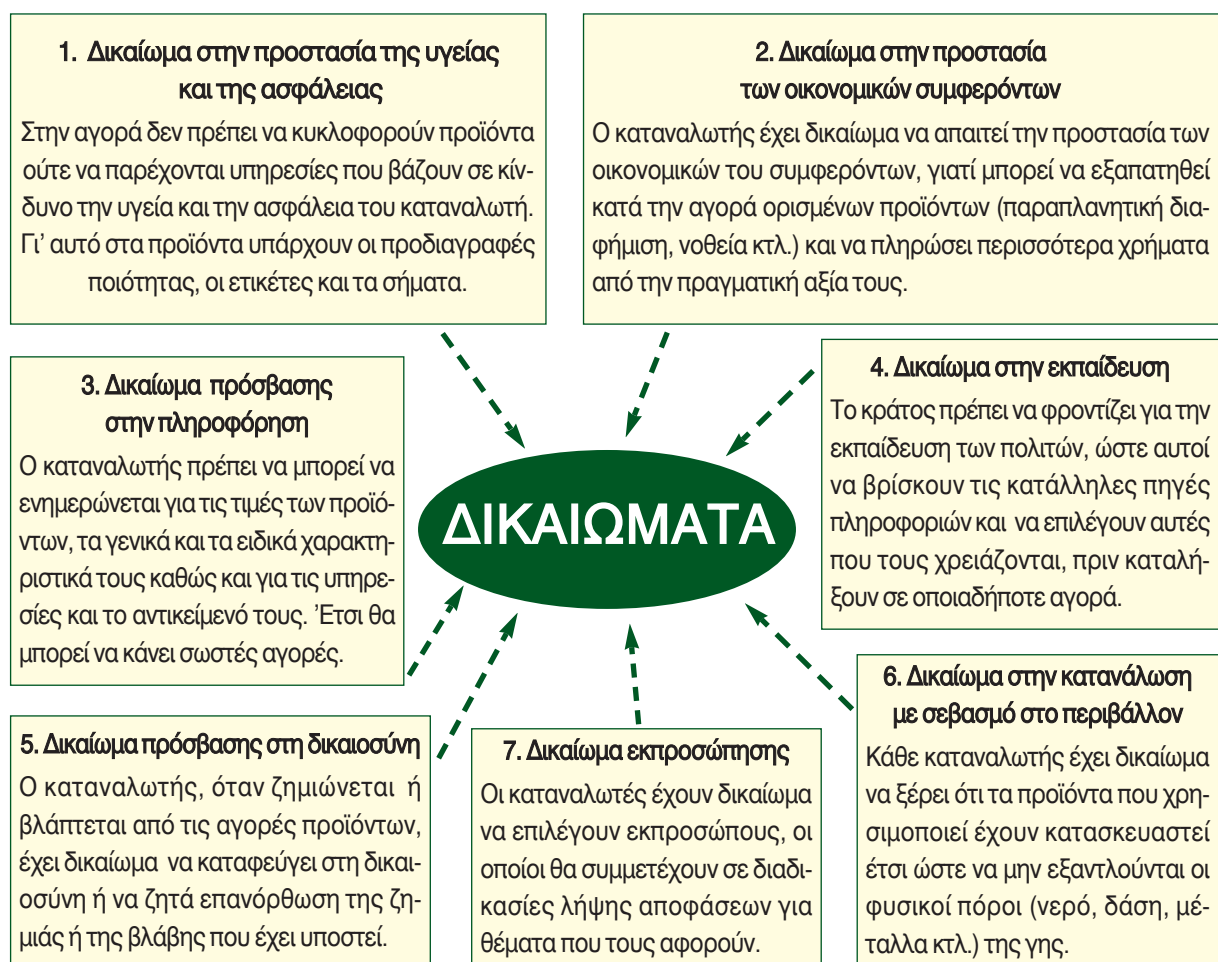 1. Δικαίωμα στην προστασία της υγείας
και της ασφάλειας
Στην αγορά δεν πρέπει να κυκλοφορούν προϊόντα
ούτε να παρέχονται υπηρεσίες που βάζουν σε κίν-
δυνο την υγεία και την ασφάλεια του καταναλωτή.
Γι' αυτό στα προϊόντα υπάρχουν οι προδιαγραφές
ποιότητας, οι ετικέτες και τα σήματα.
2. Δικαίωμα στην προστασία
των οικονομικών συμφερόντων
Ο καταναλωτής έχει δικαίωμα να απαιτεί την προστασία των
οικονομικών του συμφερόντων, γιατί μπορεί να εξαπατηθεί
κατά την αγορά ορισμένων προϊόντων (παραπλανητική δια-
φήμιση, νοθεία κτλ.) και να πληρώσει περισσότερα χρήματα
από την πραγματική αξία τους.
3. Δικαίωμα πρόσβασης
στην πληροφόρηση
Ο καταναλωτής πρέπει να μπορεί να
ενημερώνεται για τις τιμές των προϊό-
ντων, τα γενικά και τα ειδικά χαρακτη-
ριστικά τους καθώς και για τις υπηρε-
σίες και το αντικείμενό τους. Έτσι θα
μπορεί να κάνει σωστές αγορές.
4. Δικαίωμα στην εκπαίδευση
Το κράτος πρέπει να φροντίζει για την
εκπαίδευση των πολιτών, ώστε αυτοί
να βρίσκουν τις κατάλληλες πηγές
πληροφοριών και να επιλέγουν αυτές
που τους χρειάζονται, πριν καταλή-
ξουν σε οποιαδήποτε αγορά.
ΔΙΚΑΙΩΜΑΤΑ
5. Δικαίωμα πρόσβασης στη δικαιοσύνη
Ο καταναλωτής, όταν ζημιώνεται ή
βλάπτεται από τις αγορές προϊόντων,
έχει δικαίωμα να καταφεύγει στη δικαι-
οσύνη ή να ζητά επανόρθωση της ζη-
μιάς ή της βλάβης που έχει υποστεί.
7. Δικαίωμα εκπροσώπησης
Οι καταναλωτές έχουν δικαίωμα
να επιλέγουν εκπροσώπους, οι
οποίοι θα συμμετέχουν σε διαδι-
κασίες λήψης αποφάσεων για
θέματα που τους αφορούν.
6. Δικαίωμα στην κατανάλωση
με σεβασμό στο περιβάλλον
Κάθε καταναλωτής έχει δικαίωμα
να ξέρει ότι τα προϊόντα που χρη-
σιμοποιεί έχουν κατασκευαστεί
έτσι ώστε να μην εξαντλούνται οι
φυσικοί πόροι (νερό, δάση, μέ-
ταλλα κτλ.) της γης.